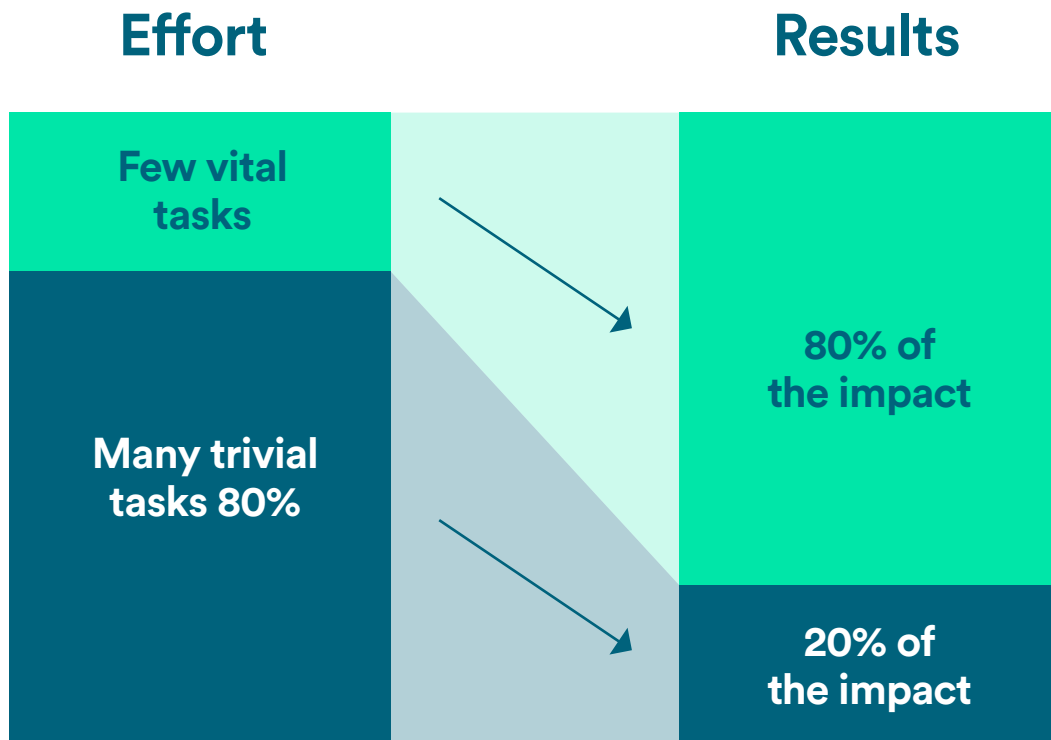 Effort
Results
Few vital
tasks
Many trivial
tasks 80%
80% of
the impact
20% of
the impact